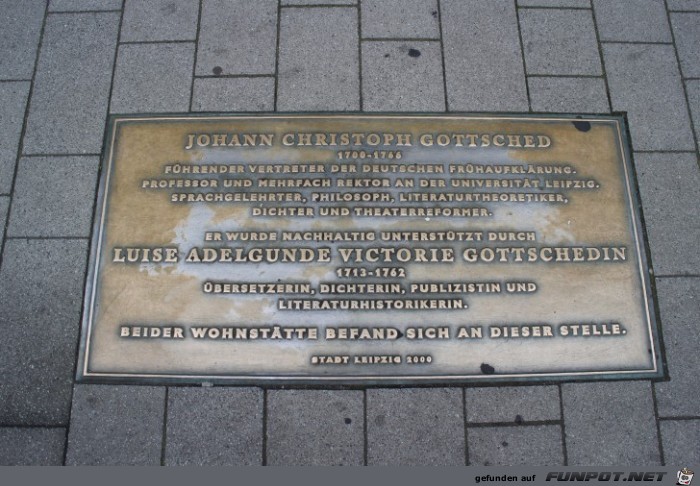 JOHANN CHRISTOPH GOTTSCHED
1700-1766
FÜHRENDER VERTRETER DER DEUTSCHEN FRÜHAUFKLÄRUNG.
PROFESSOR UND MEHRFACH REKTOR AN DER UNIVERSITÄT LEIPZIG.
SPRACHGELEHRTER, PHILOSOPH, LITERATURTHEORETIKER,
DICHTER UND THEATERREFORMER.
ER WURDE NACHHALTIG UNTERSTÜTZT DURCH
LUISE ADELGUNDE VICTORIE GOTTSCHEDIN
1713-1762
ÜBERSETZERIN, DICHTERIN, PUBLIZISTIN UND
LITERATURHISTORIKERIN.
BEIDER WOHNSTÄTTE BEFAND SICH AN DIESER STELLE.
STADT LEIPZIG 2000
gefunden auf FUNPOT.NET